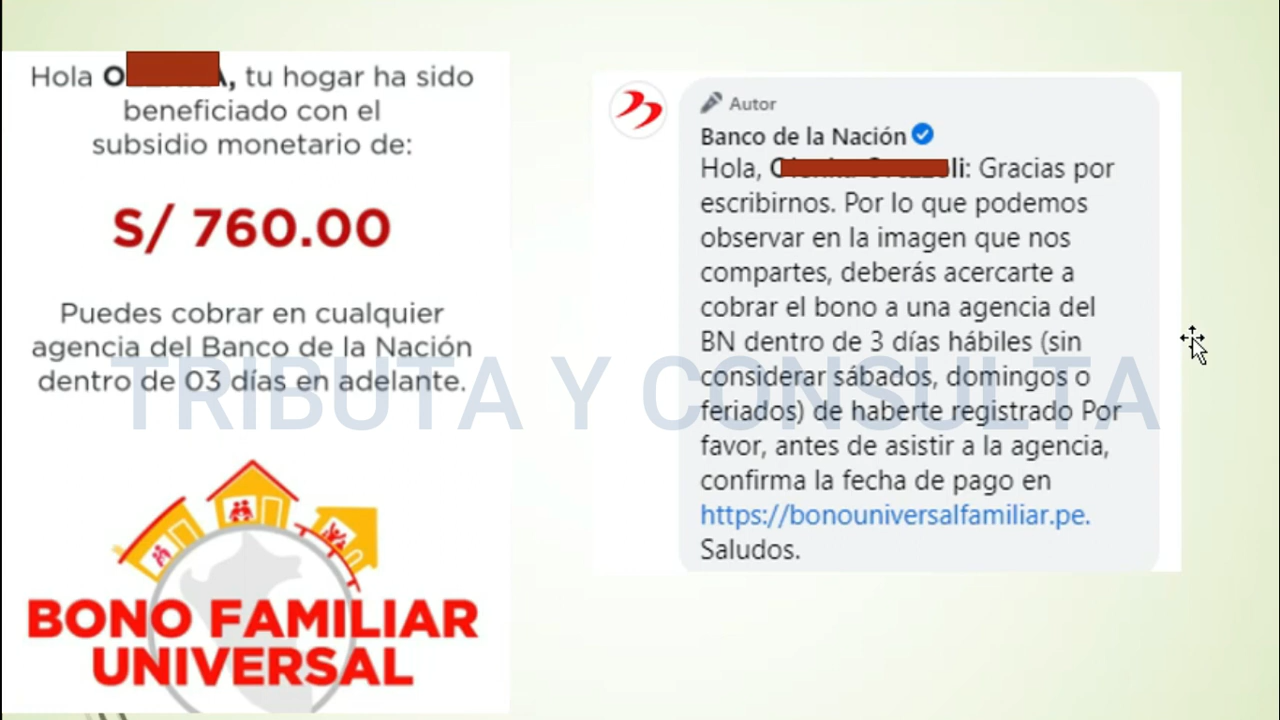 Hola O A, tu hogar ha sido
beneficiado con el
subsidio monetario de:
S/ 760.00
Puedes cobrar en cualquier
agencia del Banco de la Nación
dentro de 03 días en adelante.
BONO FAMILIAR
UNIVERSAL
Autor
Banco de la Nación
Hola, li: Gracias por
escribirnos. Por lo que podemos
observar en la imagen que nos
compartes, deberás acercarte a
cobrar el bono a una agencia del
BN dentro de 3 días hábiles (sin
considerar sábados, domingos o
feriados) de haberte registrado Por
favor, antes de asistir a la agencia,
confirma la fecha de pago en
https://bonouniversalfamiliar.pe.
Saludos.
TRIBUTA Y CONSULTA